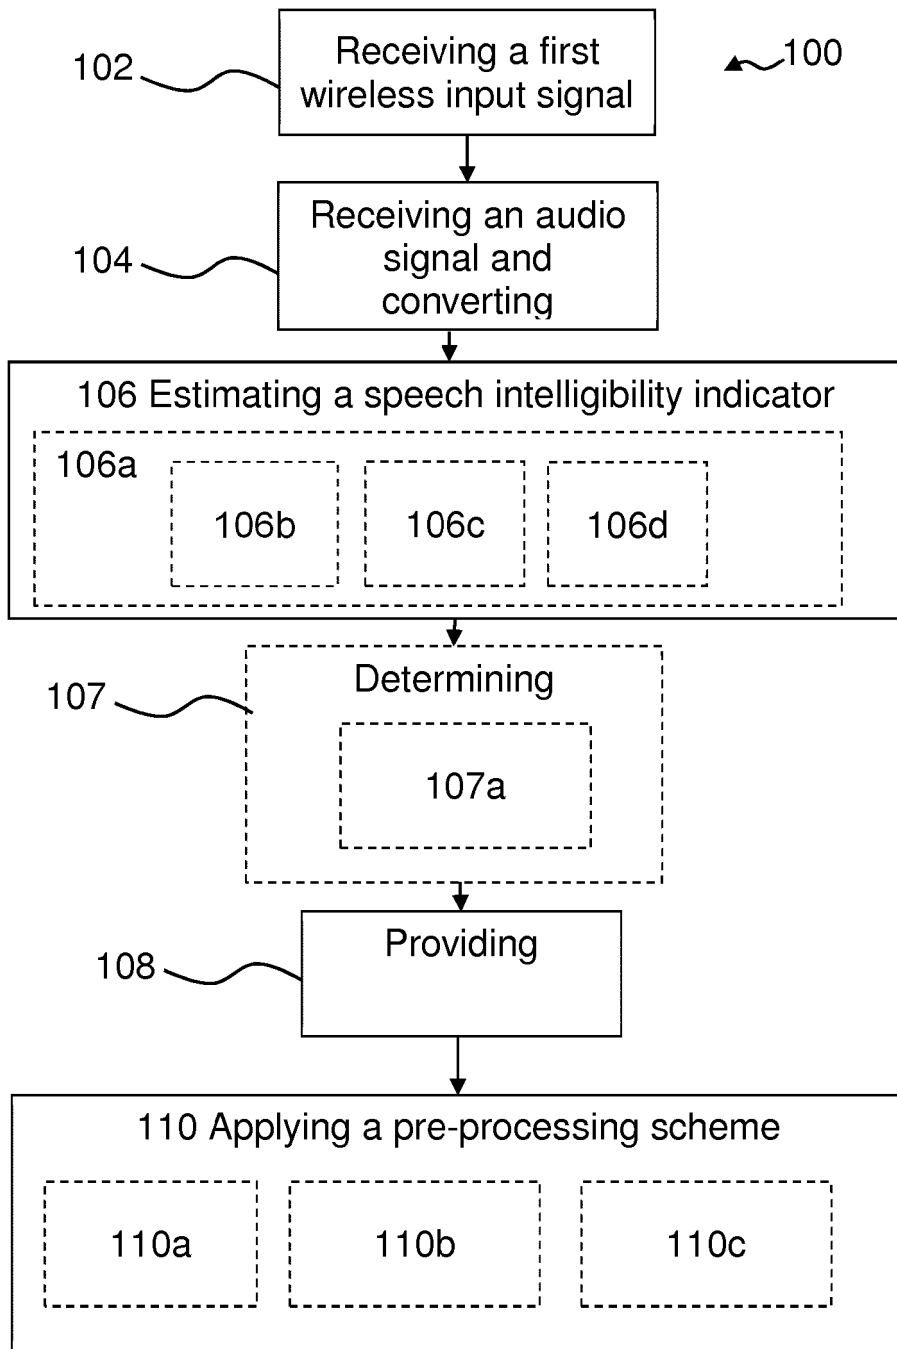 Receiving a first
wireless input signal
102
100
Receiving an audio
signal and
converting
104
106 Estimating a speech intelligibility indicator
106a
106b
106c
106d
Determining
107
107a
Providing
108
110 Applying a pre-processing scheme
110a
110b
110c